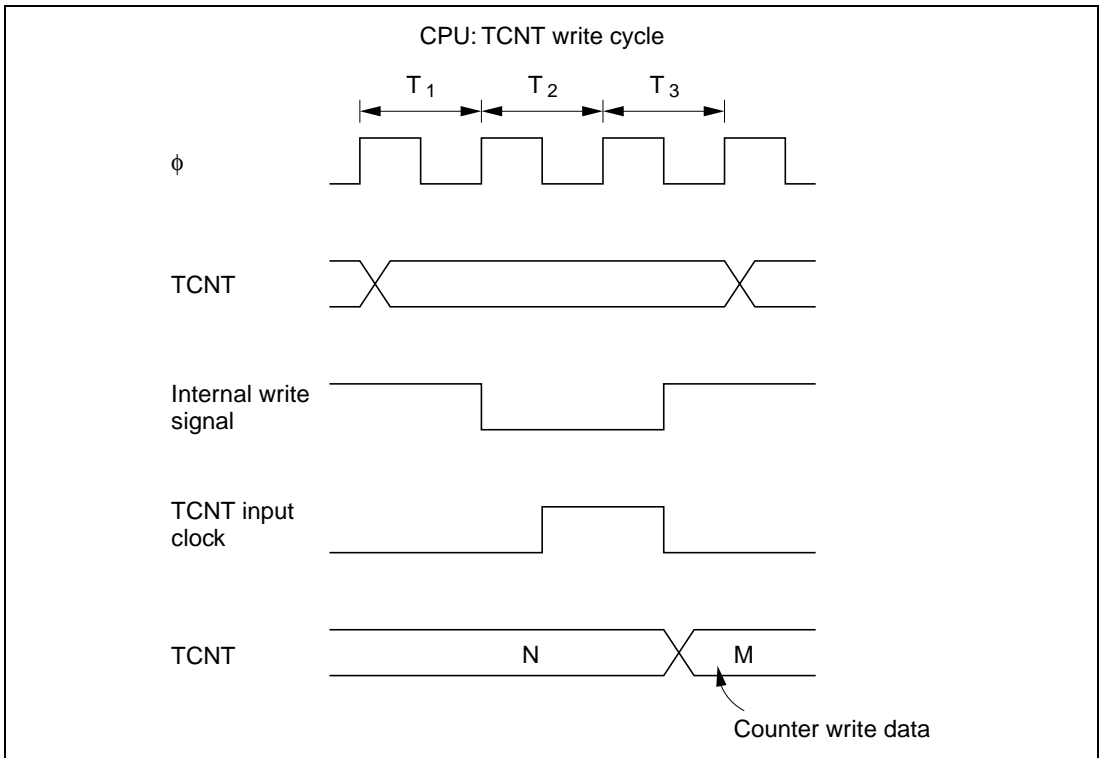 CPU: TCNT write cycle
T1 T2 T3
φ
TCNT
Internal write
signal
TCNT input
clock
TCNT N M
Counter write data